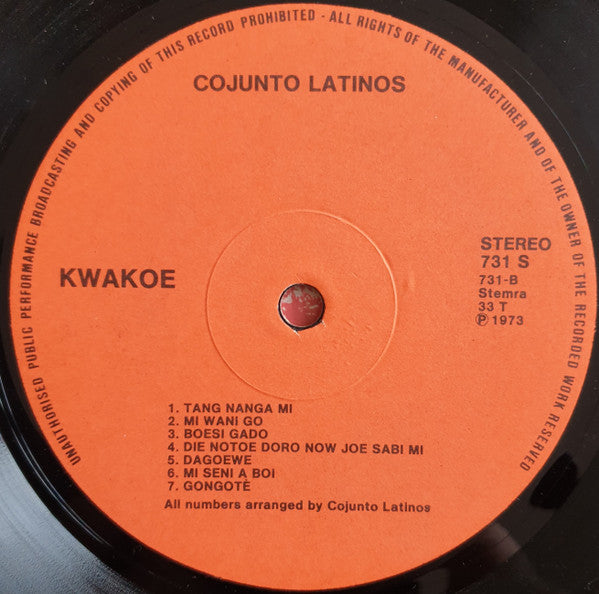 UNAUTHORISED PUBLIC PERFORMANCE BROADCASTING AND COPYING OF THIS RECORD PROHIBITED - ALL RIGHTS OF THE MANUFACTURER AND OF THE OWNER OF THE RECORDED WORK RESERVED
COJUNTO LATINOS
KWAKOE
STEREO
731 S
731-B
Stemra
33 T
℗ 1973
1. TANG NANGA MI
2. MI WANI GO
3. BOESI GADO
4. DIE NOTOE DORO NOW JOE SABI MI
5. DAGOEWE
6. MI SENI A BOi
7. GONGOTÈ
All numbers arranged by Cojunto Latinos